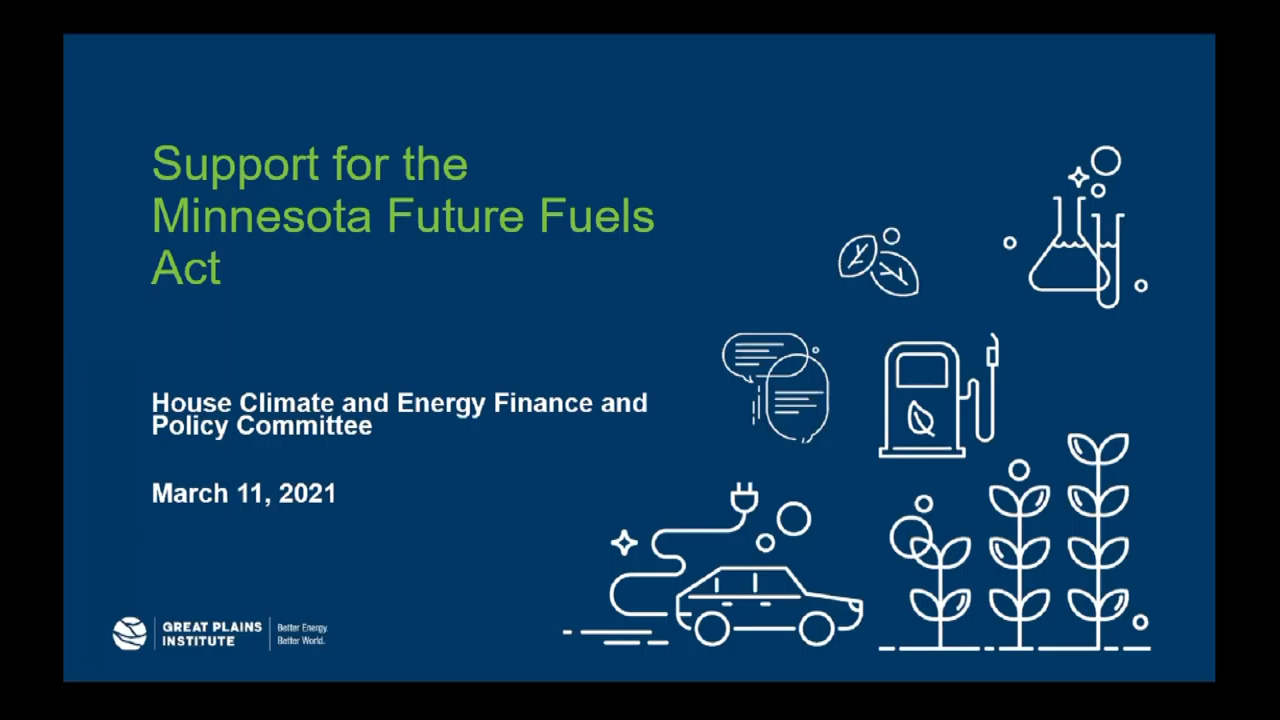 Support for the
Minnesota Future Fuels
Act
House Climate and Energy Finance and
Policy Committee
March 11, 2021
GREAT PLAINS
INSTITUTE
Better Energy.
Better World.